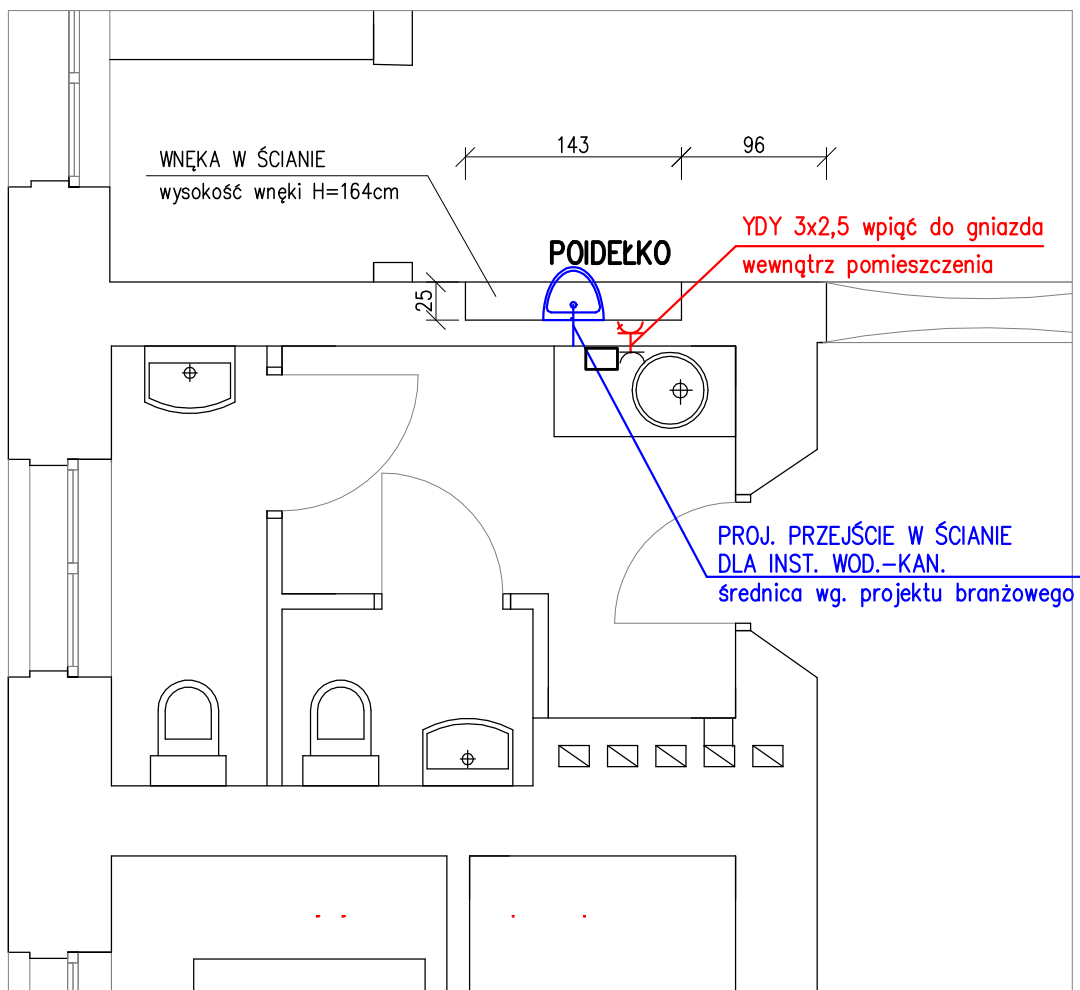 143
96
WNĘKA W ŚCIANIE
wysokość wnęki H=164cm
YDY 3x2,5 wpiąć do gniazda
wewnątrz pomieszczenia
POIDEŁKO
25
PROJ. PRZEJŚCIE W ŚCIANIE
DLA INST. WOD.-KAN.
średnica wg. projektu branżowego